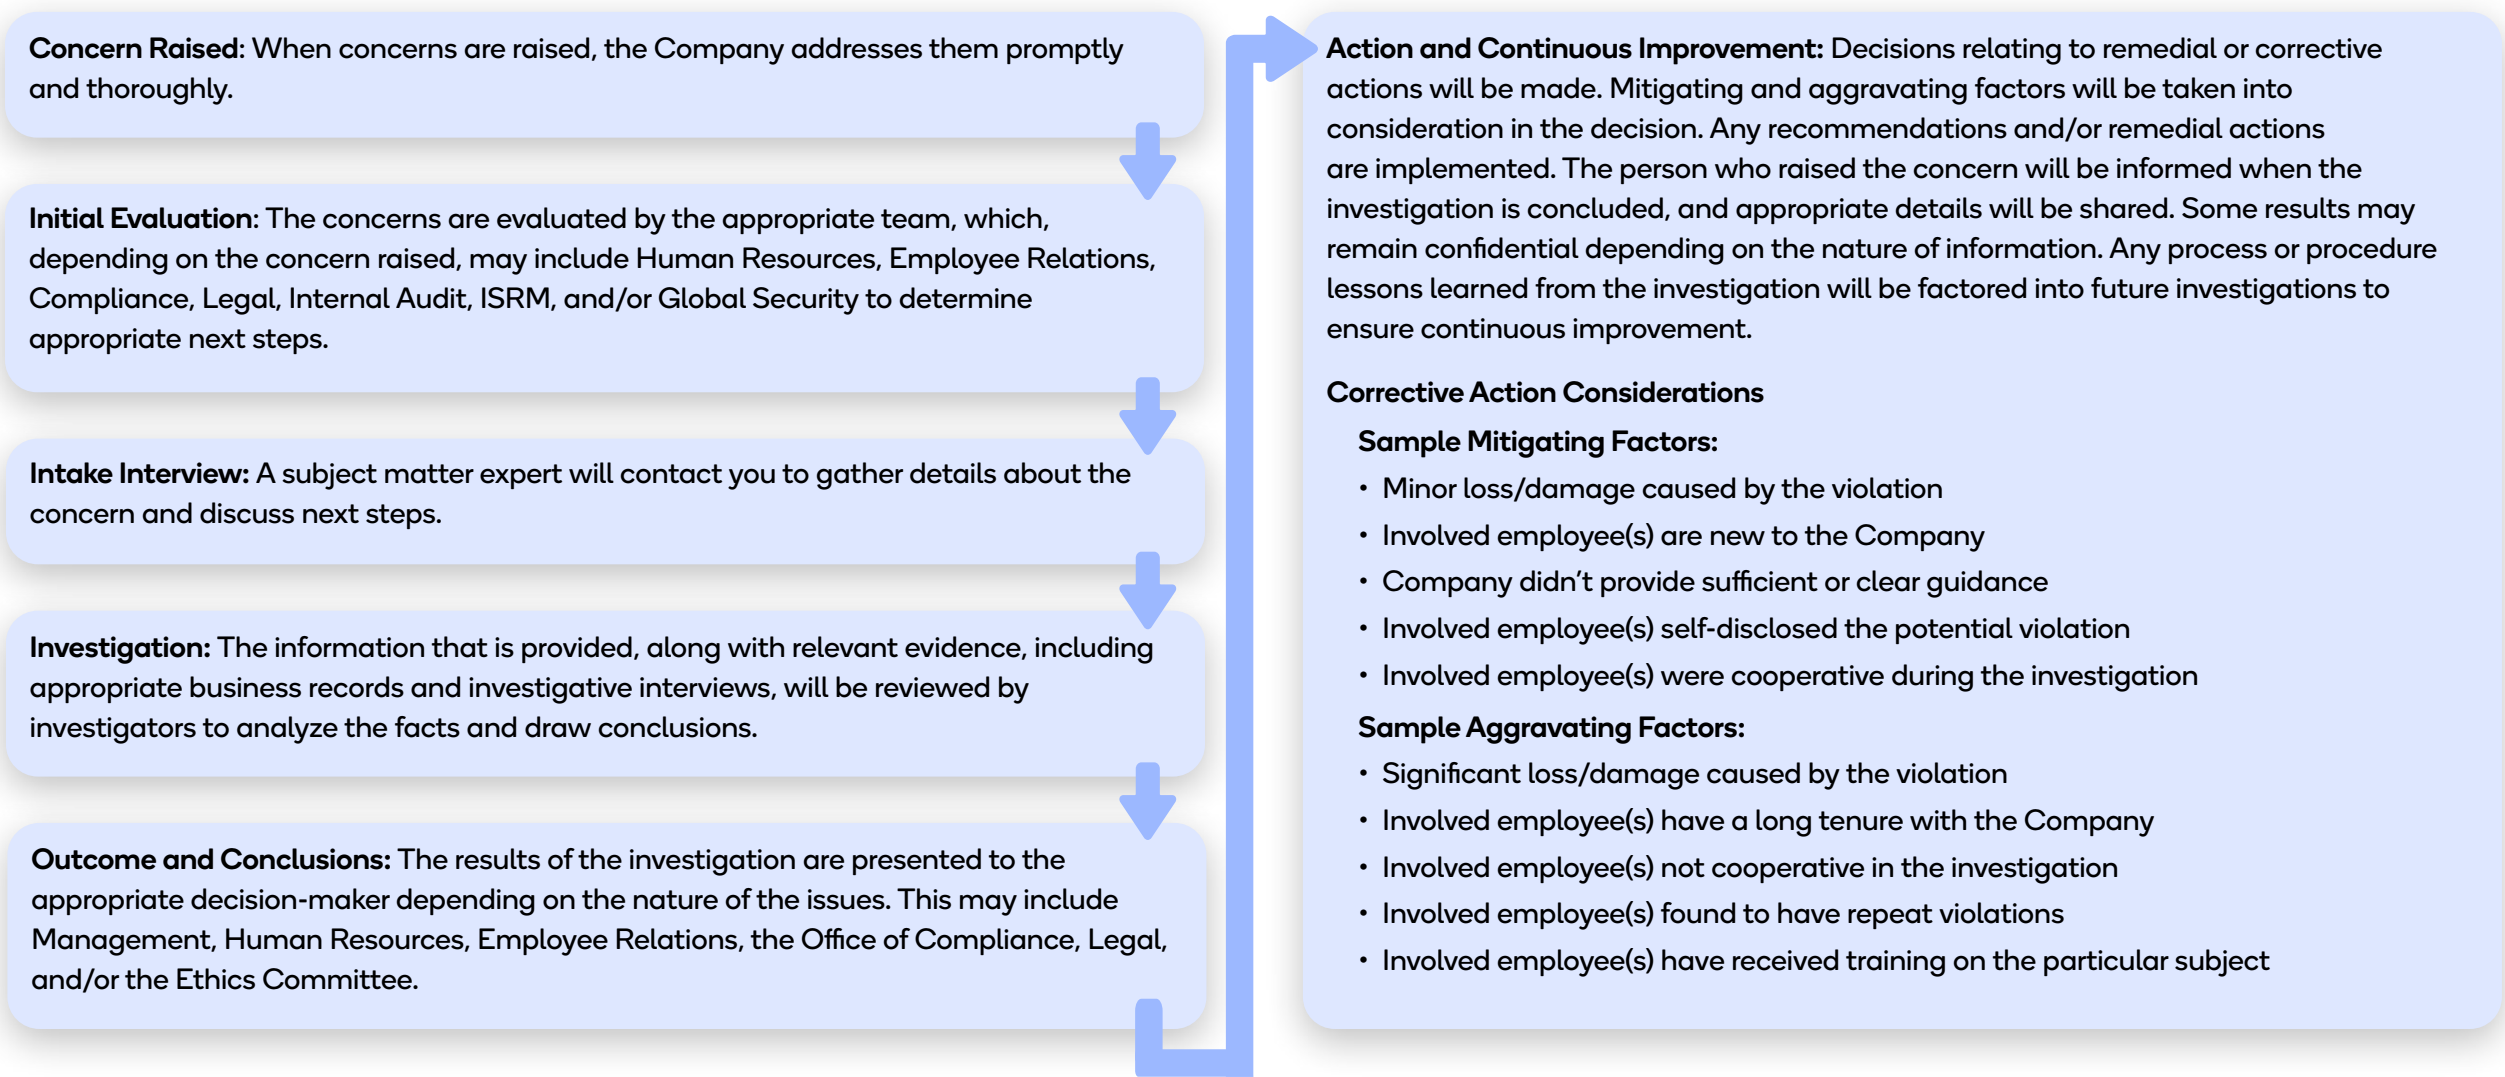 Concern Raised: When concerns are raised, the Company addresses them promptly
and thoroughly.
Initial Evaluation: The concerns are evaluated by the appropriate team, which,
depending on the concern raised, may include Human Resources, Employee Relations,
Compliance, Legal, Internal Audit, ISRM, and/or Global Security to determine
appropriate next steps.
Intake Interview: A subject matter expert will contact you to gather details about the
concern and discuss next steps.
Investigation: The information that is provided, along with relevant evidence, including
appropriate business records and investigative interviews, will be reviewed by
investigators to analyze the facts and draw conclusions.
Outcome and Conclusions: The results of the investigation are presented to the
appropriate decision-maker depending on the nature of the issues. This may include
Management, Human Resources, Employee Relations, the Office of Compliance, Legal,
and/or the Ethics Committee.
Action and Continuous Improvement: Decisions relating to remedial or corrective
actions will be made. Mitigating and aggravating factors will be taken into
consideration in the decision. Any recommendations and/or remedial actions
are implemented. The person who raised the concern will be informed when the
investigation is concluded, and appropriate details will be shared. Some results may
remain confidential depending on the nature of information. Any process or procedure
lessons learned from the investigation will be factored into future investigations to
ensure continuous improvement.
Corrective Action Considerations
Sample Mitigating Factors:
• Minor loss/damage caused by the violation
• Involved employee(s) are new to the Company
• Company didn’t provide sufficient or clear guidance
• Involved employee(s) self-disclosed the potential violation
• Involved employee(s) were cooperative during the investigation
Sample Aggravating Factors:
• Significant loss/damage caused by the violation
• Involved employee(s) have a long tenure with the Company
• Involved employee(s) not cooperative in the investigation
• Involved employee(s) found to have repeat violations
• Involved employee(s) have received training on the particular subject